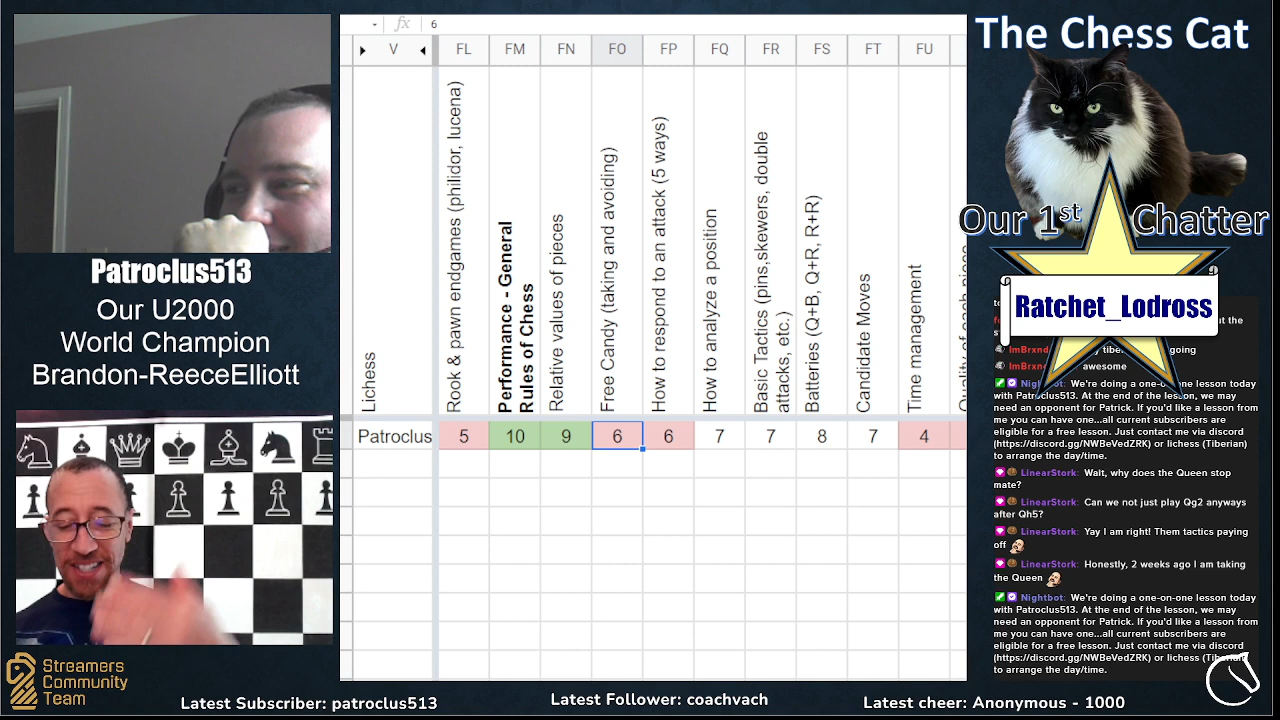 The Chess Cat
Our 1st Chatter
Ratchet_Lodross
Patroclus513
Our U2000
World Champion
Brandon-ReeceElliott
fx 6
V FL FM FN FO FP FQ FR FS FT FU
Lichess
Rook & pawn endgames (philidor, lucena)
Performance - General
Rules of Chess
Relative values of pieces
Free Candy (taking and avoiding)
How to respond to an attack (5 ways)
How to analyze a position
Basic Tactics (pins,skewers, double
attacks, etc.)
Batteries (Q+B, Q+R, R+R)
Candidate Moves
Time management
Patroclus 5 10 9 6 6 7 7 8 7 4
going
awesome
We're doing a one-on-one lesson today
with Patroclus513. At the end of the lesson, we may
need an opponent for Patrick. If you'd like a lesson from
me you can have one...all current subscribers are
eligible for a free lesson. Just contact me via discord
(https://discord.gg/NWBeVedZRK) or lichess (Tiberian)
to arrange the day/time.
LinearStork: Wait, why does the Queen stop
mate?
LinearStork: Can we not just play Qg2 anyways
after Qh5?
LinearStork: Yay I am right! Them tactics paying
off
LinearStork: Honestly, 2 weeks ago I am taking
the Queen
Nightbot: We're doing a one-on-one lesson today
with Patroclus513. At the end of the lesson, we may
need an opponent for Patrick. If you'd like a lesson from
me you can have one...all current subscribers are
eligible for a free lesson. Just contact me via discord
(https://discord.gg/NWBeVedZRK) or lichess
to arrange the day/time.
Streamers
Community
Team
Latest Subscriber: patroclus513
Latest Follower: coachvach
Latest cheer: Anonymous - 1000